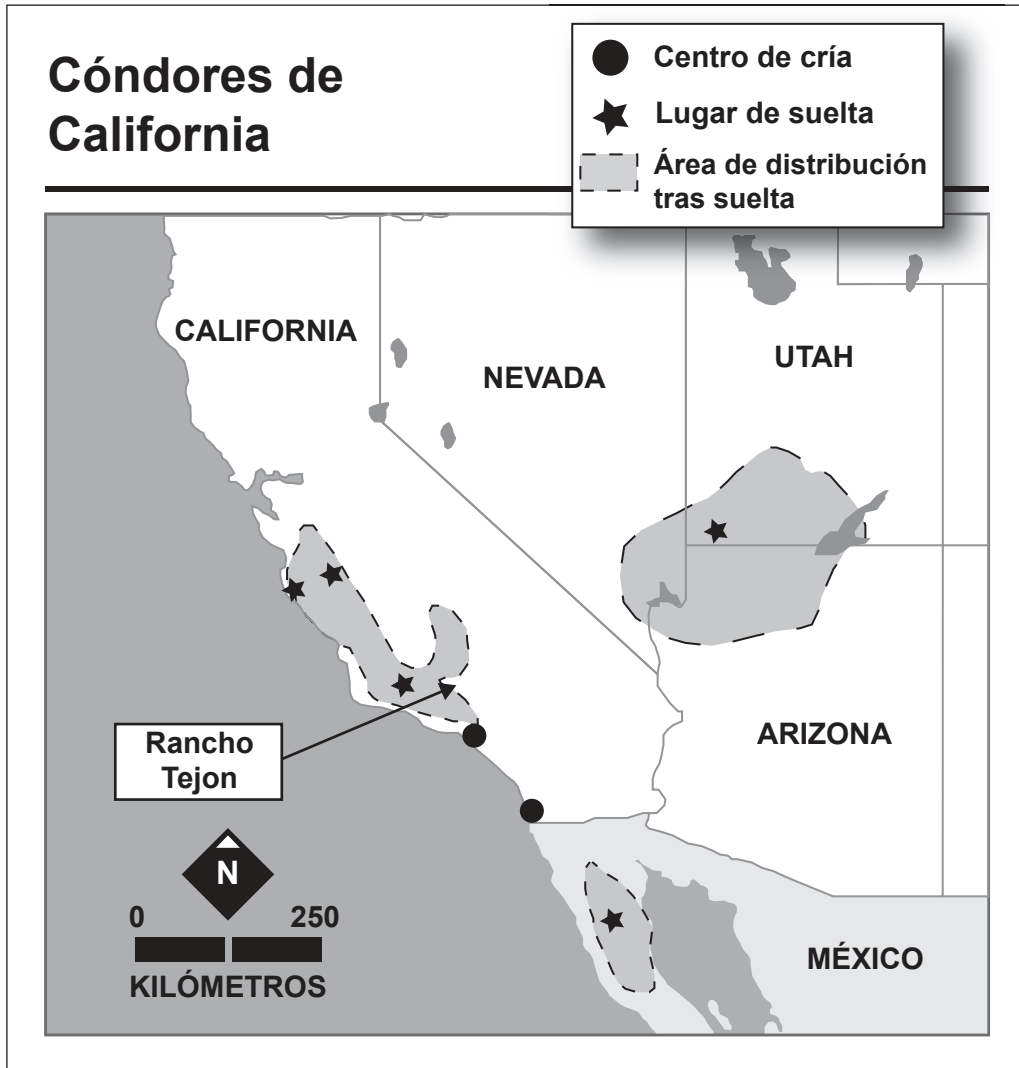 Cóndores de
California
Centro de cría
Lugar de suelta
Área de distribución
tras suelta
CALIFORNIA
NEVADA
UTAH
Rancho
Tejon
ARIZONA
N
0 250
KILÓMETROS
MÉXICO